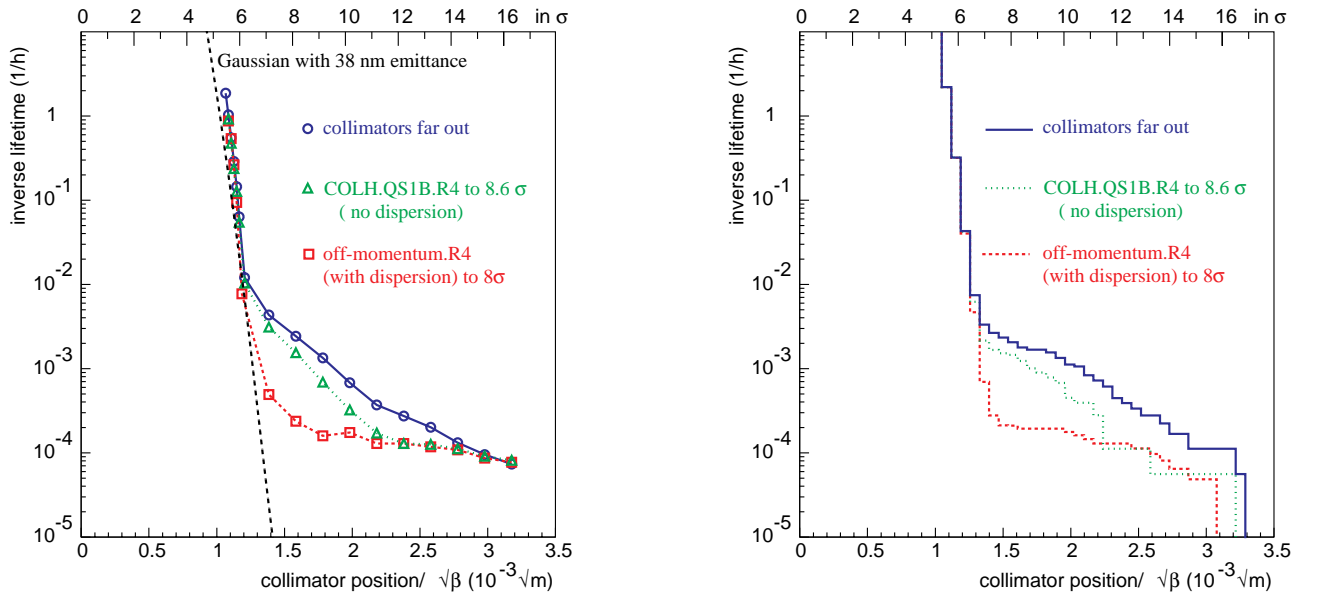 0 2 4 6 8 10 12 14 16 in σ
inverse lifetime (1/h)
Gaussian with 38 nm emittance
collimators far out
COLH.QS1B.R4 to 8.6 σ
( no dispersion)
off-momentum.R4
(with dispersion) to 8σ
1
10^-1
10^-2
10^-3
10^-4
10^-5
0 0.5 1 1.5 2 2.5 3 3.5
collimator position/ √β (10^-3 √m)
0 2 4 6 8 10 12 14 16 in σ
inverse lifetime (1/h)
collimators far out
COLH.QS1B.R4 to 8.6 σ
( no dispersion)
off-momentum.R4
(with dispersion) to 8σ
1
10^-1
10^-2
10^-3
10^-4
10^-5
0 0.5 1 1.5 2 2.5 3 3.5
collimator position/ √β (10^-3 √m)